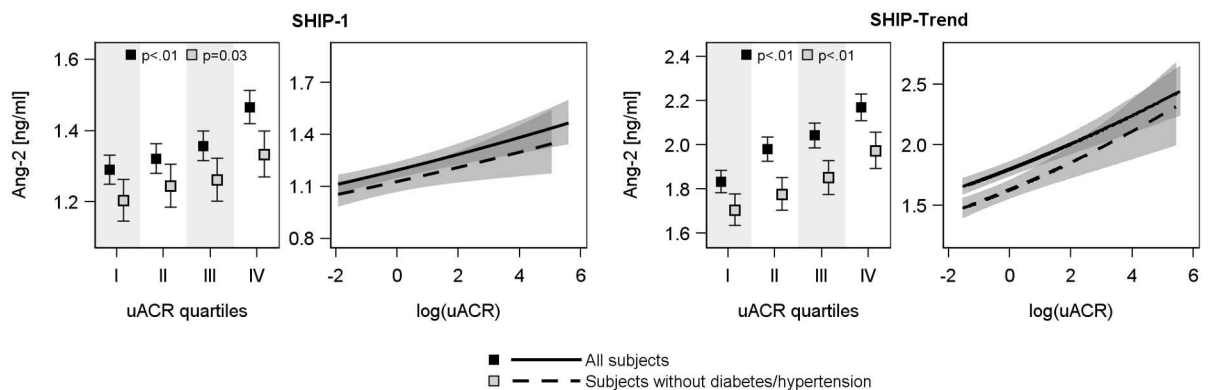 SHIP-1
SHIP-Trend
Ang-2 [ng/ml]
1.6
1.4
1.2
p<.01 p=0.03
I II III IV
uACR quartiles
1.7
1.4
1.1
0.8
-2 0 2 4 6
log(uACR)
Ang-2 [ng/ml]
2.4
2.2
2.0
1.8
1.6
p<.01 p<.01
I II III IV
uACR quartiles
2.5
2.0
1.5
-2 0 2 4 6
log(uACR)
All subjects
Subjects without diabetes/hypertension